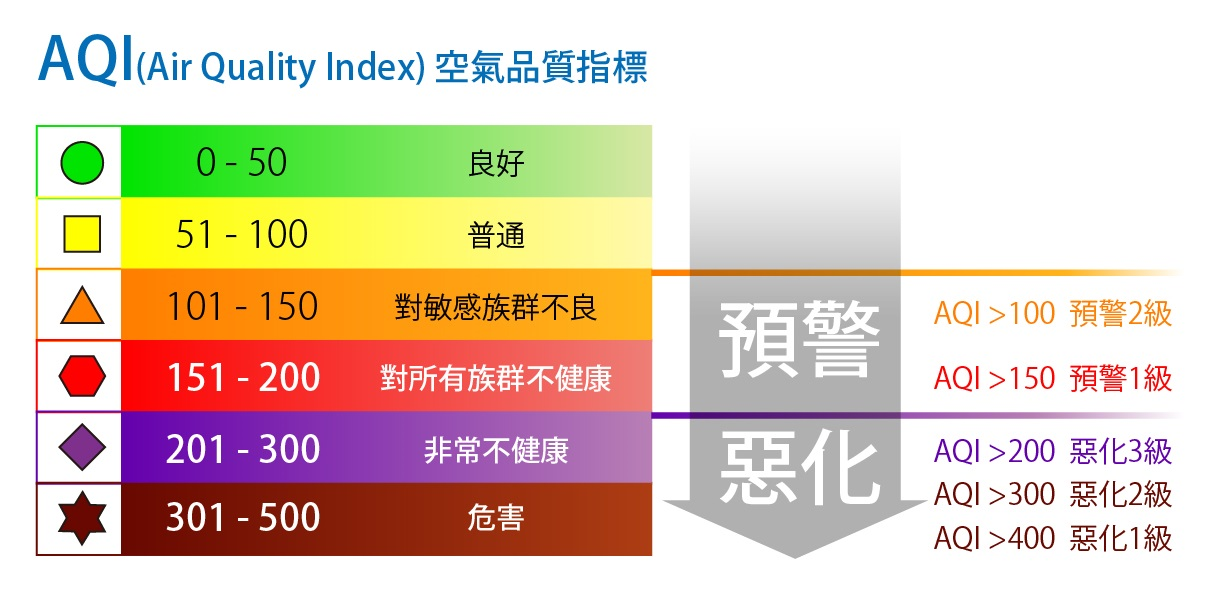 AQI(Air Quality Index) 空氣品質指標
0 - 50 良好
51 - 100 普通
101 - 150 對敏感族群不良
151 - 200 對所有族群不健康
201 - 300 非常不健康
301 - 500 危害
預警
AQI >100 預警2級
AQI >150 預警1級
惡化
AQI >200 惡化3級
AQI >300 惡化2級
AQI >400 惡化1級